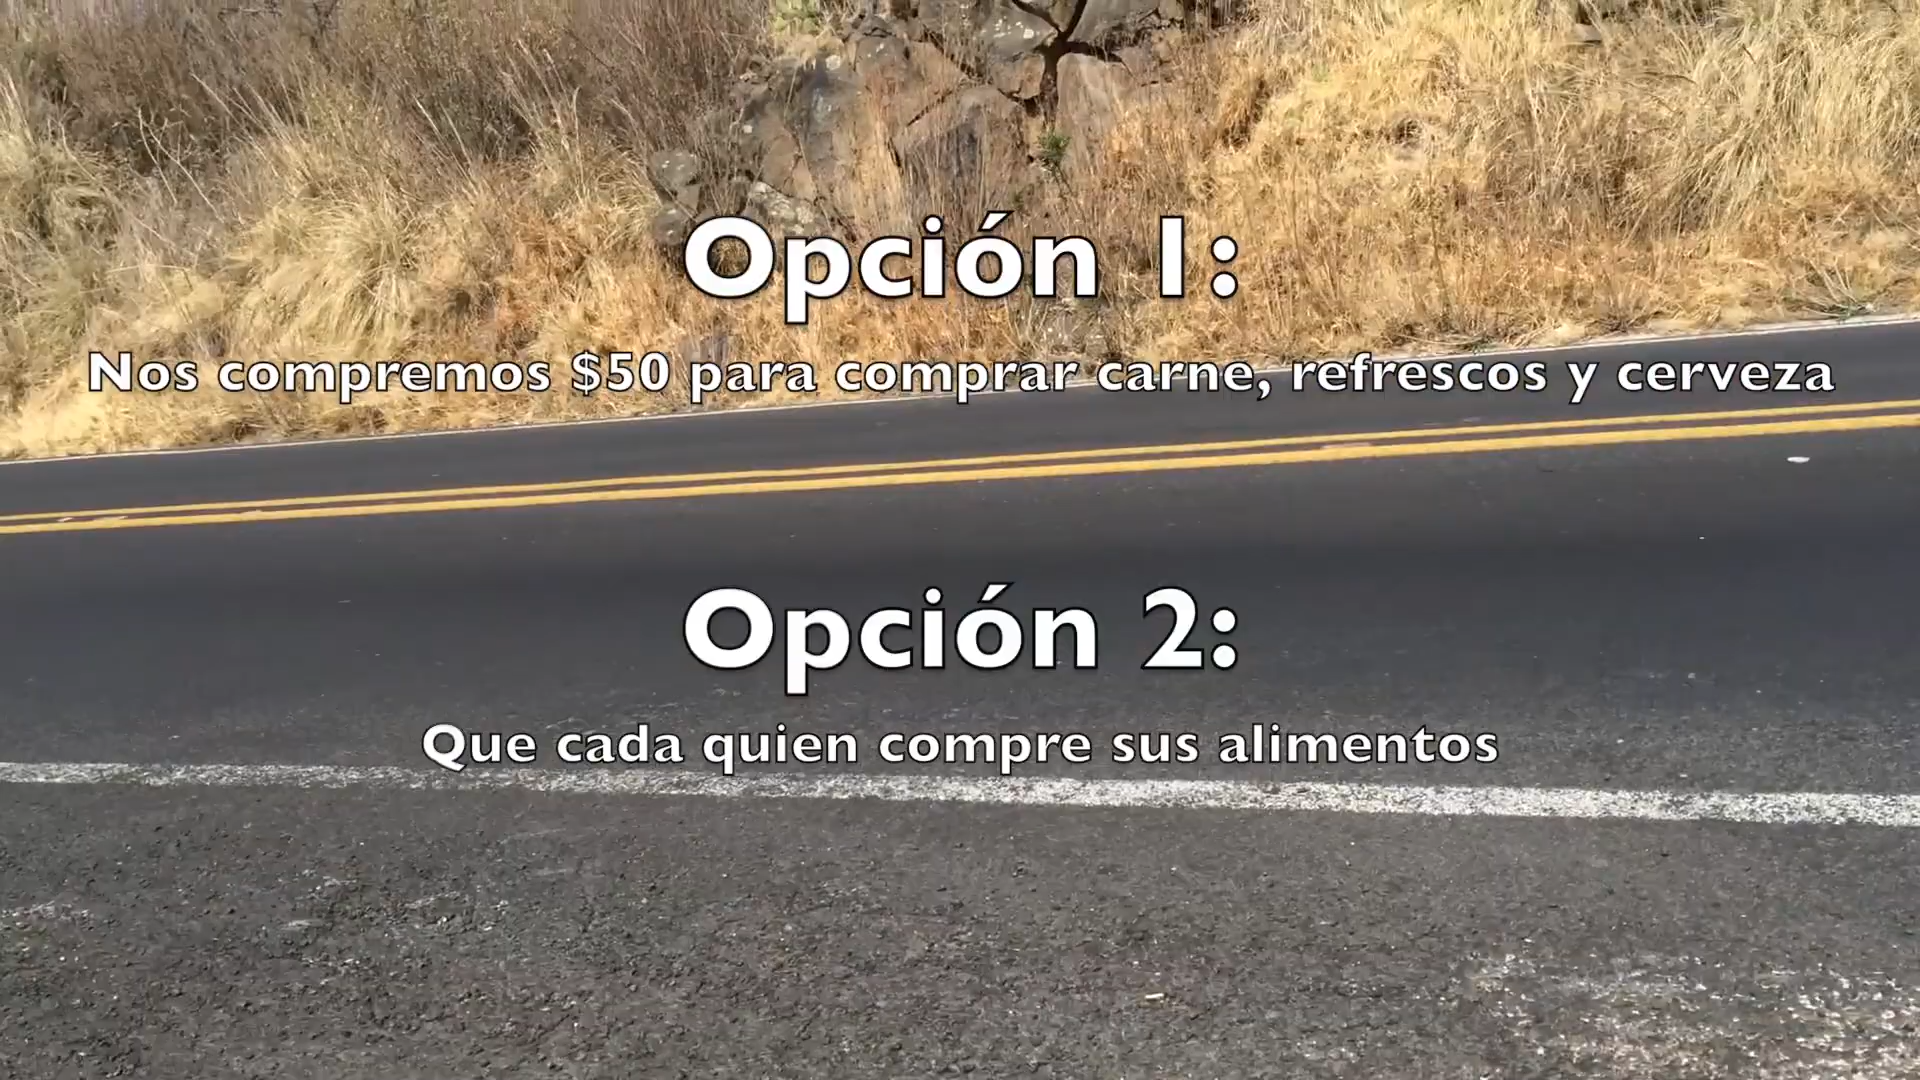 Opción 1:
Nos compremos $50 para comprar carne, refrescos y cerveza
Opción 2:
Que cada quien compre sus alimentos